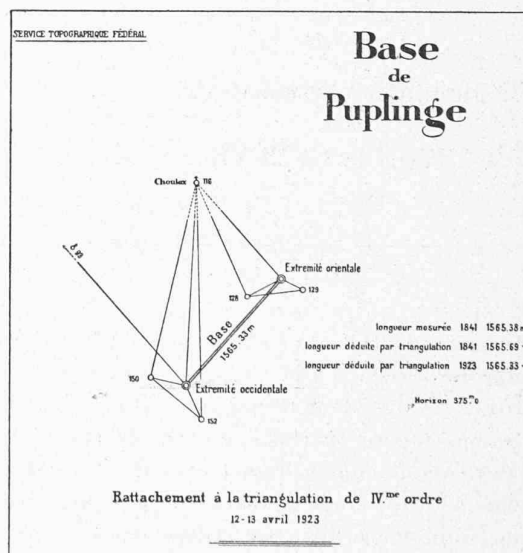 SERVICE TOPOGRAPHIQUE FÉDÉRAL
Base
de
Puplinge
Choulex 116
Extremité orientale
128
129
Base
1565.33 m
150
Extremité occidentale
152
longueur mesurée 1841 1565.38 m
longueur déduite par triangulation 1841 1565.69
longueur déduite par triangulation 1923 1565.33
Horizon 375.m0
Rattachement à la triangulation de IV.me ordre
12-13 avril 1923